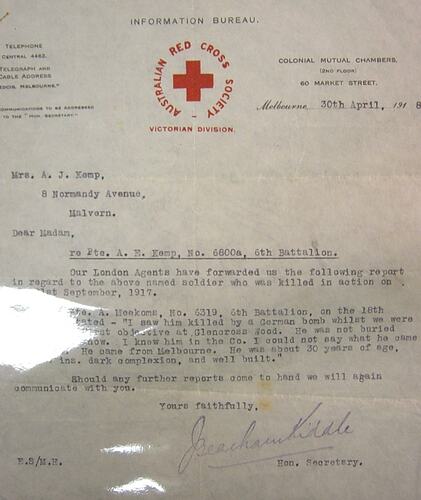 INFORMATION BUREAU.
TELEPHONE
CENTRAL 4462.
TELEGRAPH AND
CABLE ADDRESS
MELBOURNE."
COMMUNICATIONS TO BE ADDRESSED
TO THE "HON. SECRETARY."
AUSTRALIAN RED CROSS SOCIETY
VICTORIAN DIVISION.
COLONIAL MUTUAL CHAMBERS,
(2ND FLOOR)
60 MARKET STREET.
Melbourne, 30th April, 1918
Mrs. A. J. Kemp,
8 Normandy Avenue,
Malvern.
Dear Madam,
re Pte. A. E. Kemp, No. 6800a, 6th Battalion.
Our London Agents have forwarded us the following report
in regard to the above named soldier who was killed in action on
1st September, 1917.
Pte. A. Meekoms, No. 6319, 6th Battalion, on the 18th
stated - "I saw him killed by a German bomb whilst we were
first objective at Glencross Wood. He was not buried
I knew him in the Co. I could not say what he came
He came from Melbourne. He was about 30 years of age,
ins. dark complexion, and well built."
Should any further reports come to hand we will again
communicate with you.
Yours faithfully,
E.S/M.H.
Hon. Secretary.